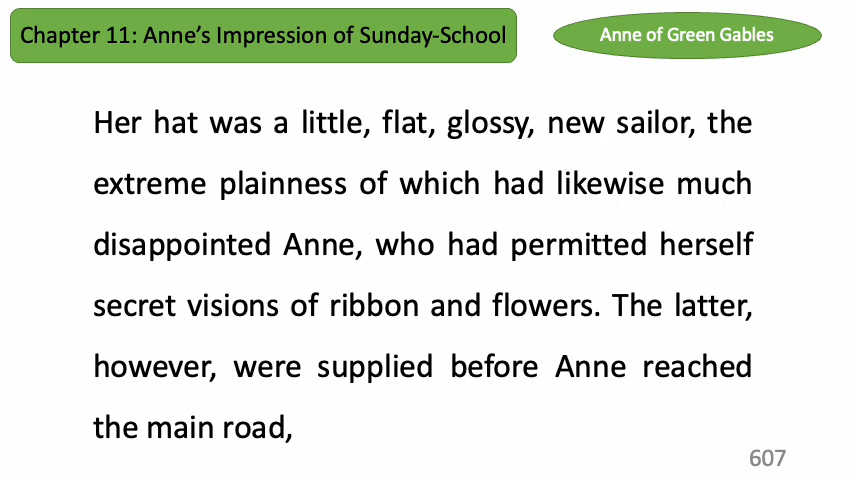 Chapter 11: Anne’s Impression of Sunday-School
Anne of Green Gables
Her hat was a little, flat, glossy, new sailor, the
extreme plainness of which had likewise much
disappointed Anne, who had permitted herself
secret visions of ribbon and flowers. The latter,
however, were supplied before Anne reached
the main road,
607